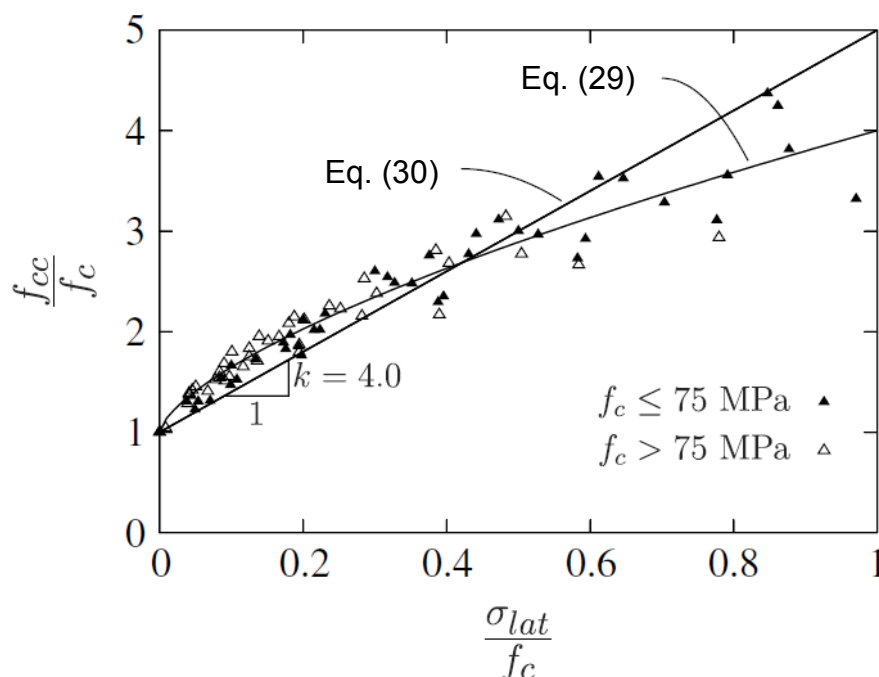 5
4
3
2
1
0
f_cc
f_c
Eq. (29)
Eq. (30)
k = 4.0
1
f_c ≤ 75 MPa ▲
f_c > 75 MPa △
0 0.2 0.4 0.6 0.8 1
σ_lat
f_c